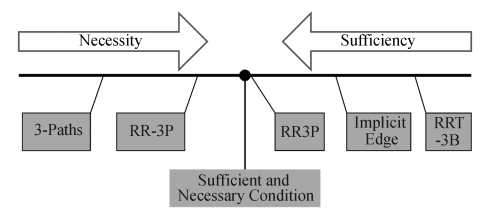 Necessity
Sufficiency
3-Paths
RR-3P
RR3P
Implicit
Edge
RRT
-3B
Sufficient and
Necessary Condition